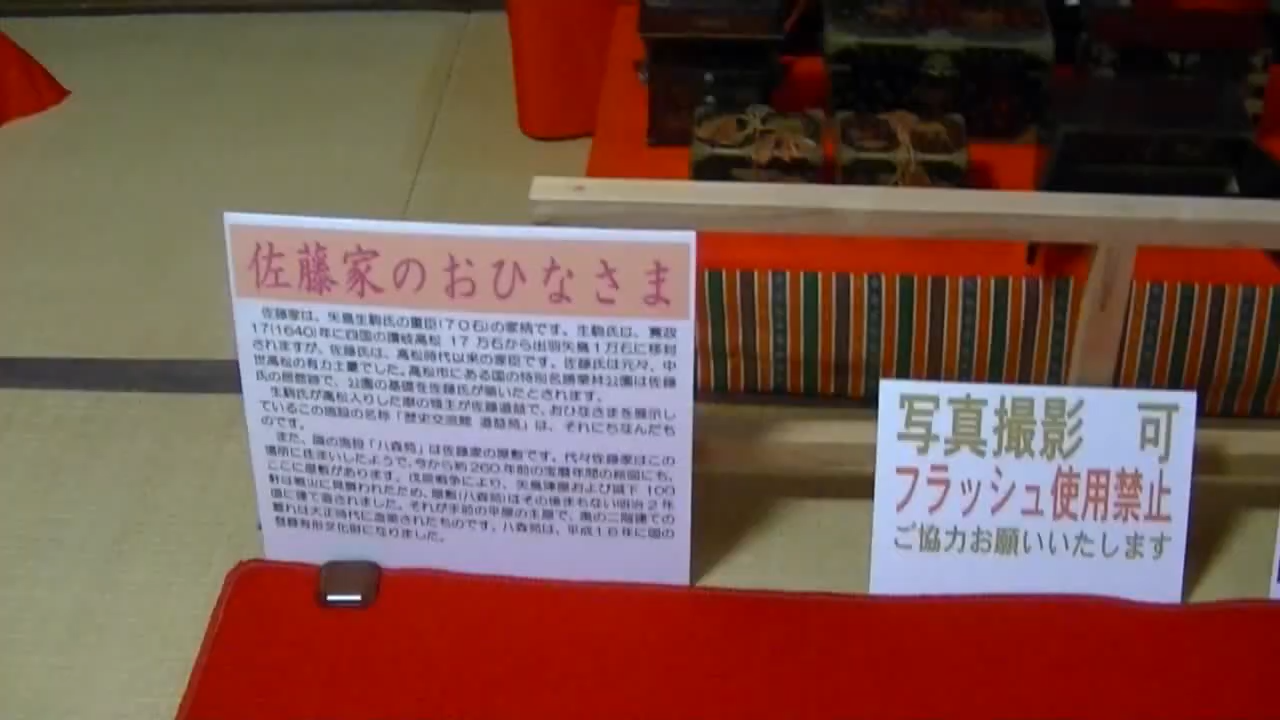 佐藤家のおひなさま
佐藤家は、矢島生駒氏の重臣(70石)の家柄です。生駒氏は、寛政
17(1640)年に四国の讃岐高松 17万石から出羽矢島1万石に移封
されますが、佐藤氏は、高松時代以来の家臣です。佐藤氏は元々、中
世高松の有力土豪でした。高松市にある国の特別名勝栗林公園は佐藤
氏の居館跡で、公園の基礎を佐藤氏が築いたとされます。
生駒氏が高松入りした際の領主が佐藤道益で、おひなさまを展示し
ているこの施設の名称「歴史交流館 道益苑」は、それにちなんだも
のです。
また、隣の施設「八森苑」は佐藤家の屋敷です。代々佐藤家はこの
場所に住まいしたようで、今から約260年前の宝暦年間の絵図にも、
ここに屋敷があります。戊辰戦争により、矢島陣屋および城下 100
軒は戦火に見舞われたため、屋敷(八森苑)はその後まもない明治2年
頃に建て直されました。それが手前の平屋の主屋で、奥の二階建ての
離れは大正時代に造築されたものです。八森苑は、平成16年に国の
登録有形文化財になりました。
写真撮影 可
フラッシュ使用禁止
ご協力お願いいたします